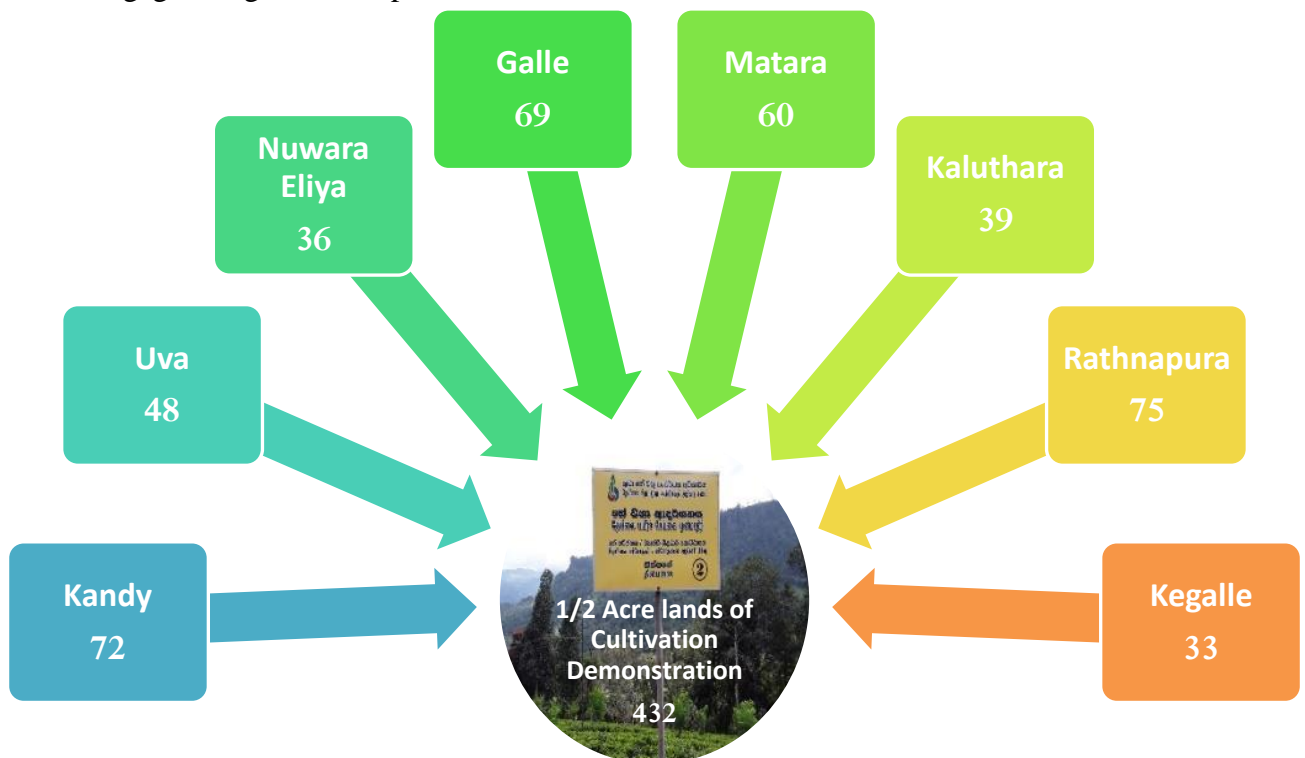 Galle
69
Matara
60
Nuwara
Eliya
36
Kaluthara
39
Uva
48
Rathnapura
75
Kandy
72
Kegalle
33
2
1/2 Acre lands of
Cultivation
Demonstration
432